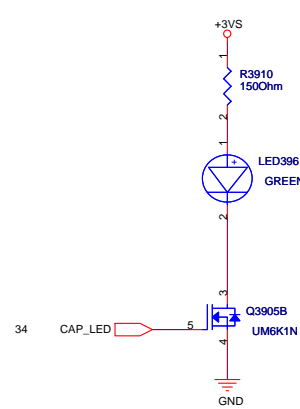 +3VS
1
R3910
150Ohm
2
1
+
LED396
GREEN
2
3
Q3905B
34 CAP_LED 5
UM6K1N
4
GND